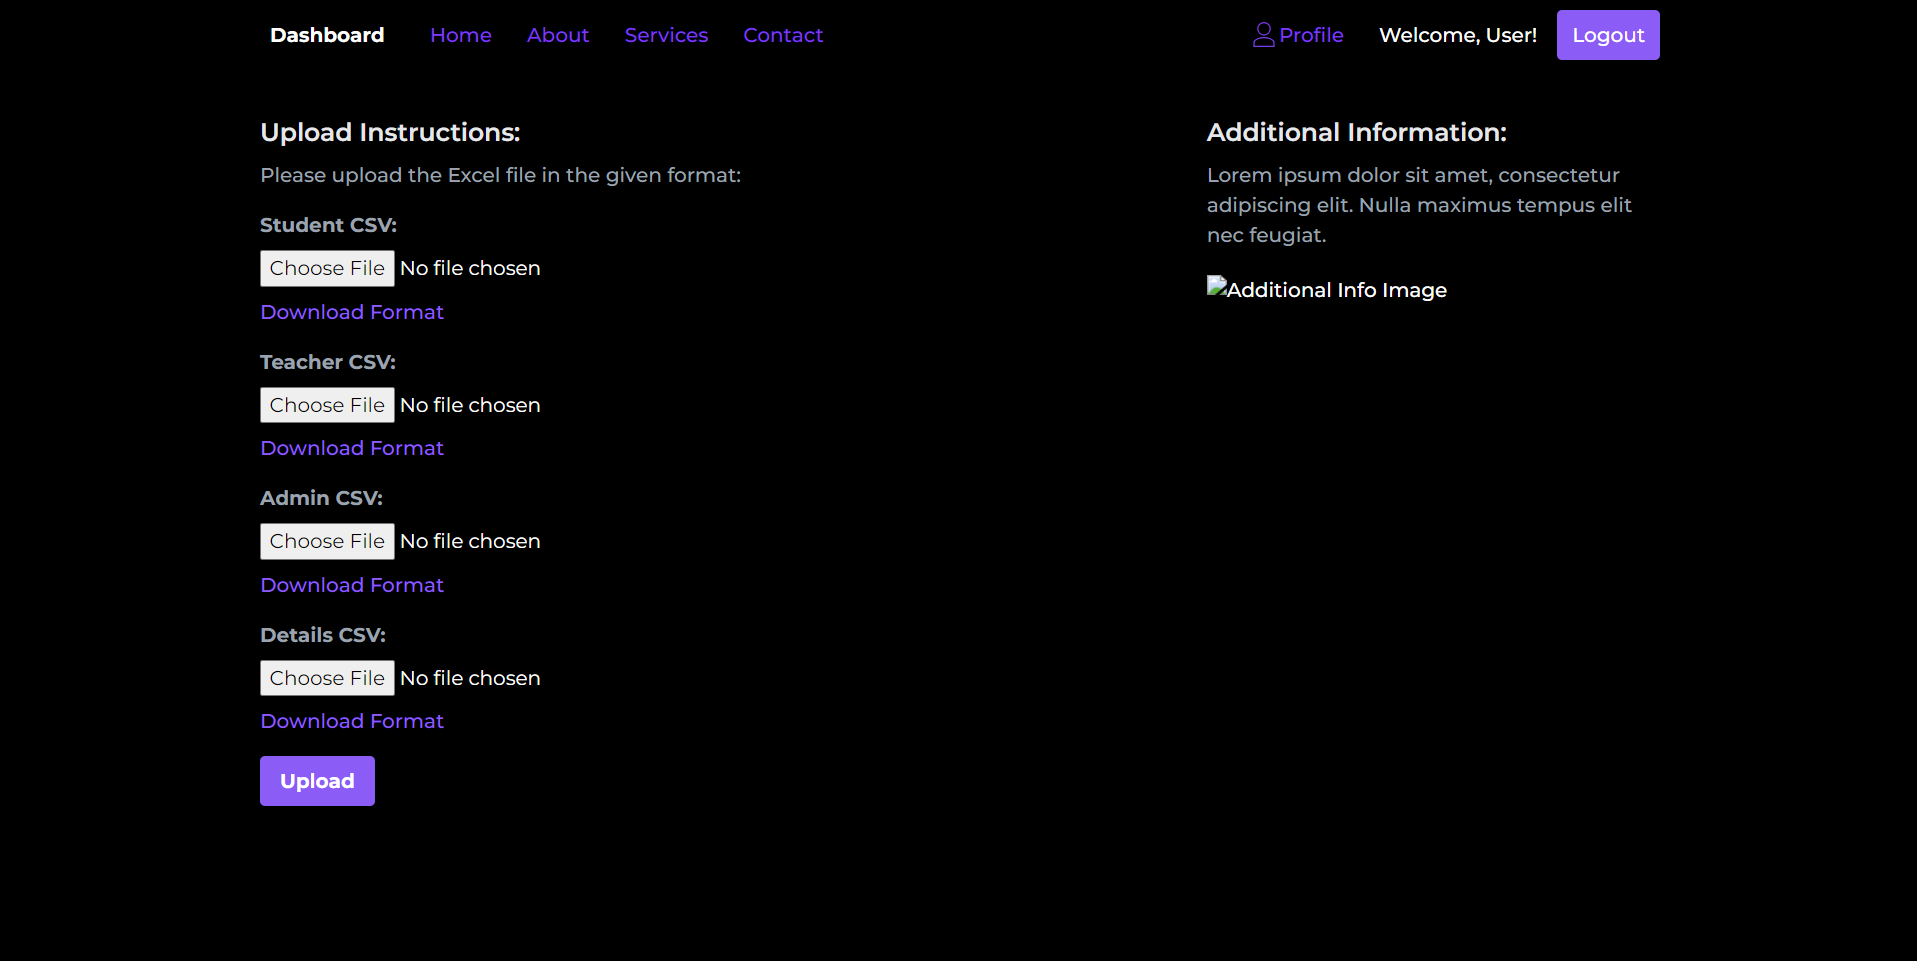 Dashboard Home About Services Contact Profile Welcome, User! Logout
Upload Instructions:
Please upload the Excel file in the given format:
Student CSV:
Choose File No file chosen
Download Format
Teacher CSV:
Choose File No file chosen
Download Format
Admin CSV:
Choose File No file chosen
Download Format
Details CSV:
Choose File No file chosen
Download Format
Upload
Additional Information:
Lorem ipsum dolor sit amet, consectetur
adipiscing elit. Nulla maximus tempus elit
nec feugiat.
Additional Info Image